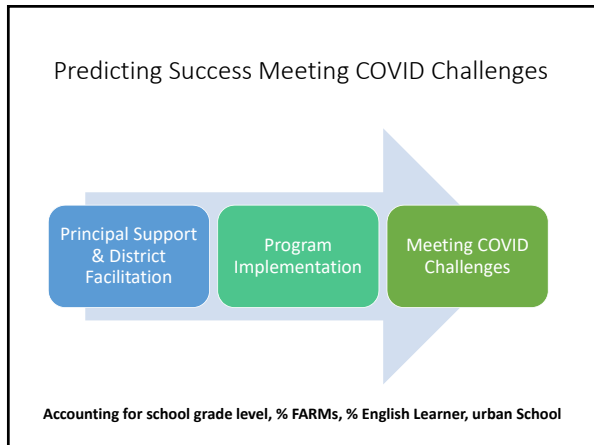 Predicting Success Meeting COVID Challenges
Principal Support
& District
Facilitation
Program
Implementation
Meeting COVID
Challenges
Accounting for school grade level, % FARMs, % English Learner, urban School